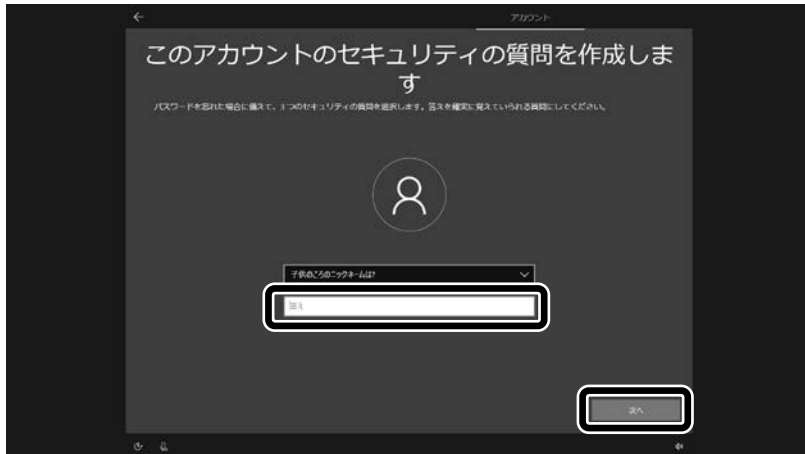 アカウント
このアカウントのセキュリティの質問を作成しま
す
パスワードを忘れた場合に備えて、3 つのセキュリティの質問を選択します。答えを確実に覚えていられる質問にしてください。
子供のころのニックネームは?
答え
次へ